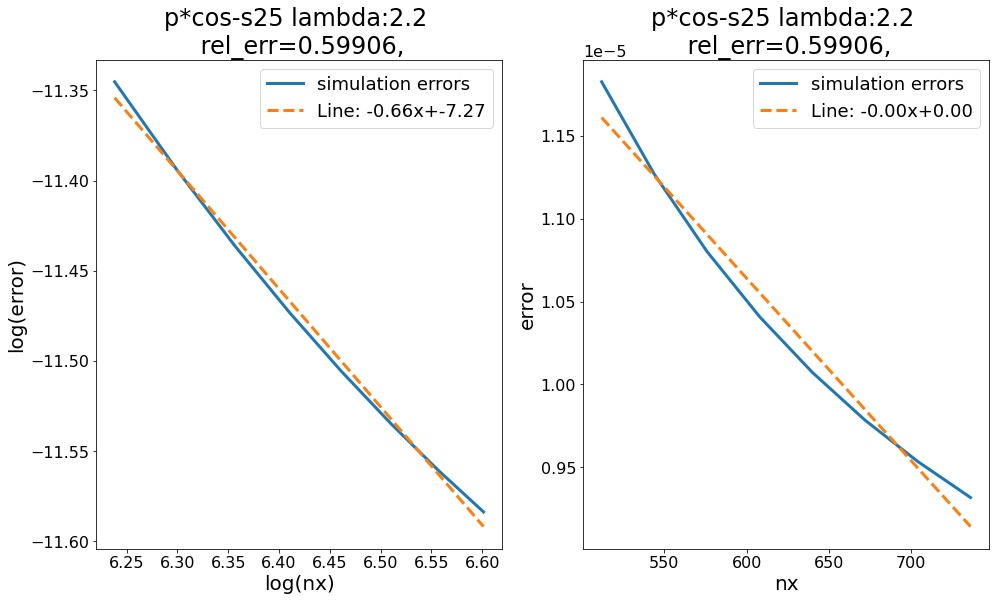 p*cos-s25 lambda:2.2
rel_err=0.59906,
simulation errors
Line: -0.66x+-7.27
−11.35
−11.40
−11.45
−11.50
−11.55
−11.60
log(error)
6.25 6.30 6.35 6.40 6.45 6.50 6.55 6.60
log(nx)
p*cos-s25 lambda:2.2
rel_err=0.59906,
1e−5
simulation errors
Line: -0.00x+0.00
1.15
1.10
1.05
1.00
0.95
error
550 600 650 700
nx